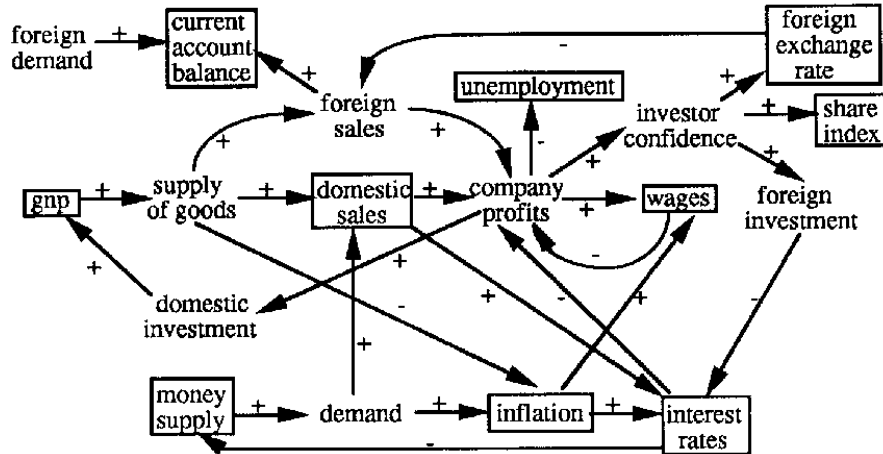 foreign
demand
+
current
account
balance
foreign
exchange
rate
-
+
foreign
sales
unemployment
+
+
+
-
+
investor
confidence
+
share
index
+
+
gnp
+
supply
of goods
+
domestic
sales
+
company
profits
+
wages
foreign
investment
-
+
+
-
+
-
+
-
domestic
investment
+
money
supply
+
demand
+
inflation
+
interest
rates
-